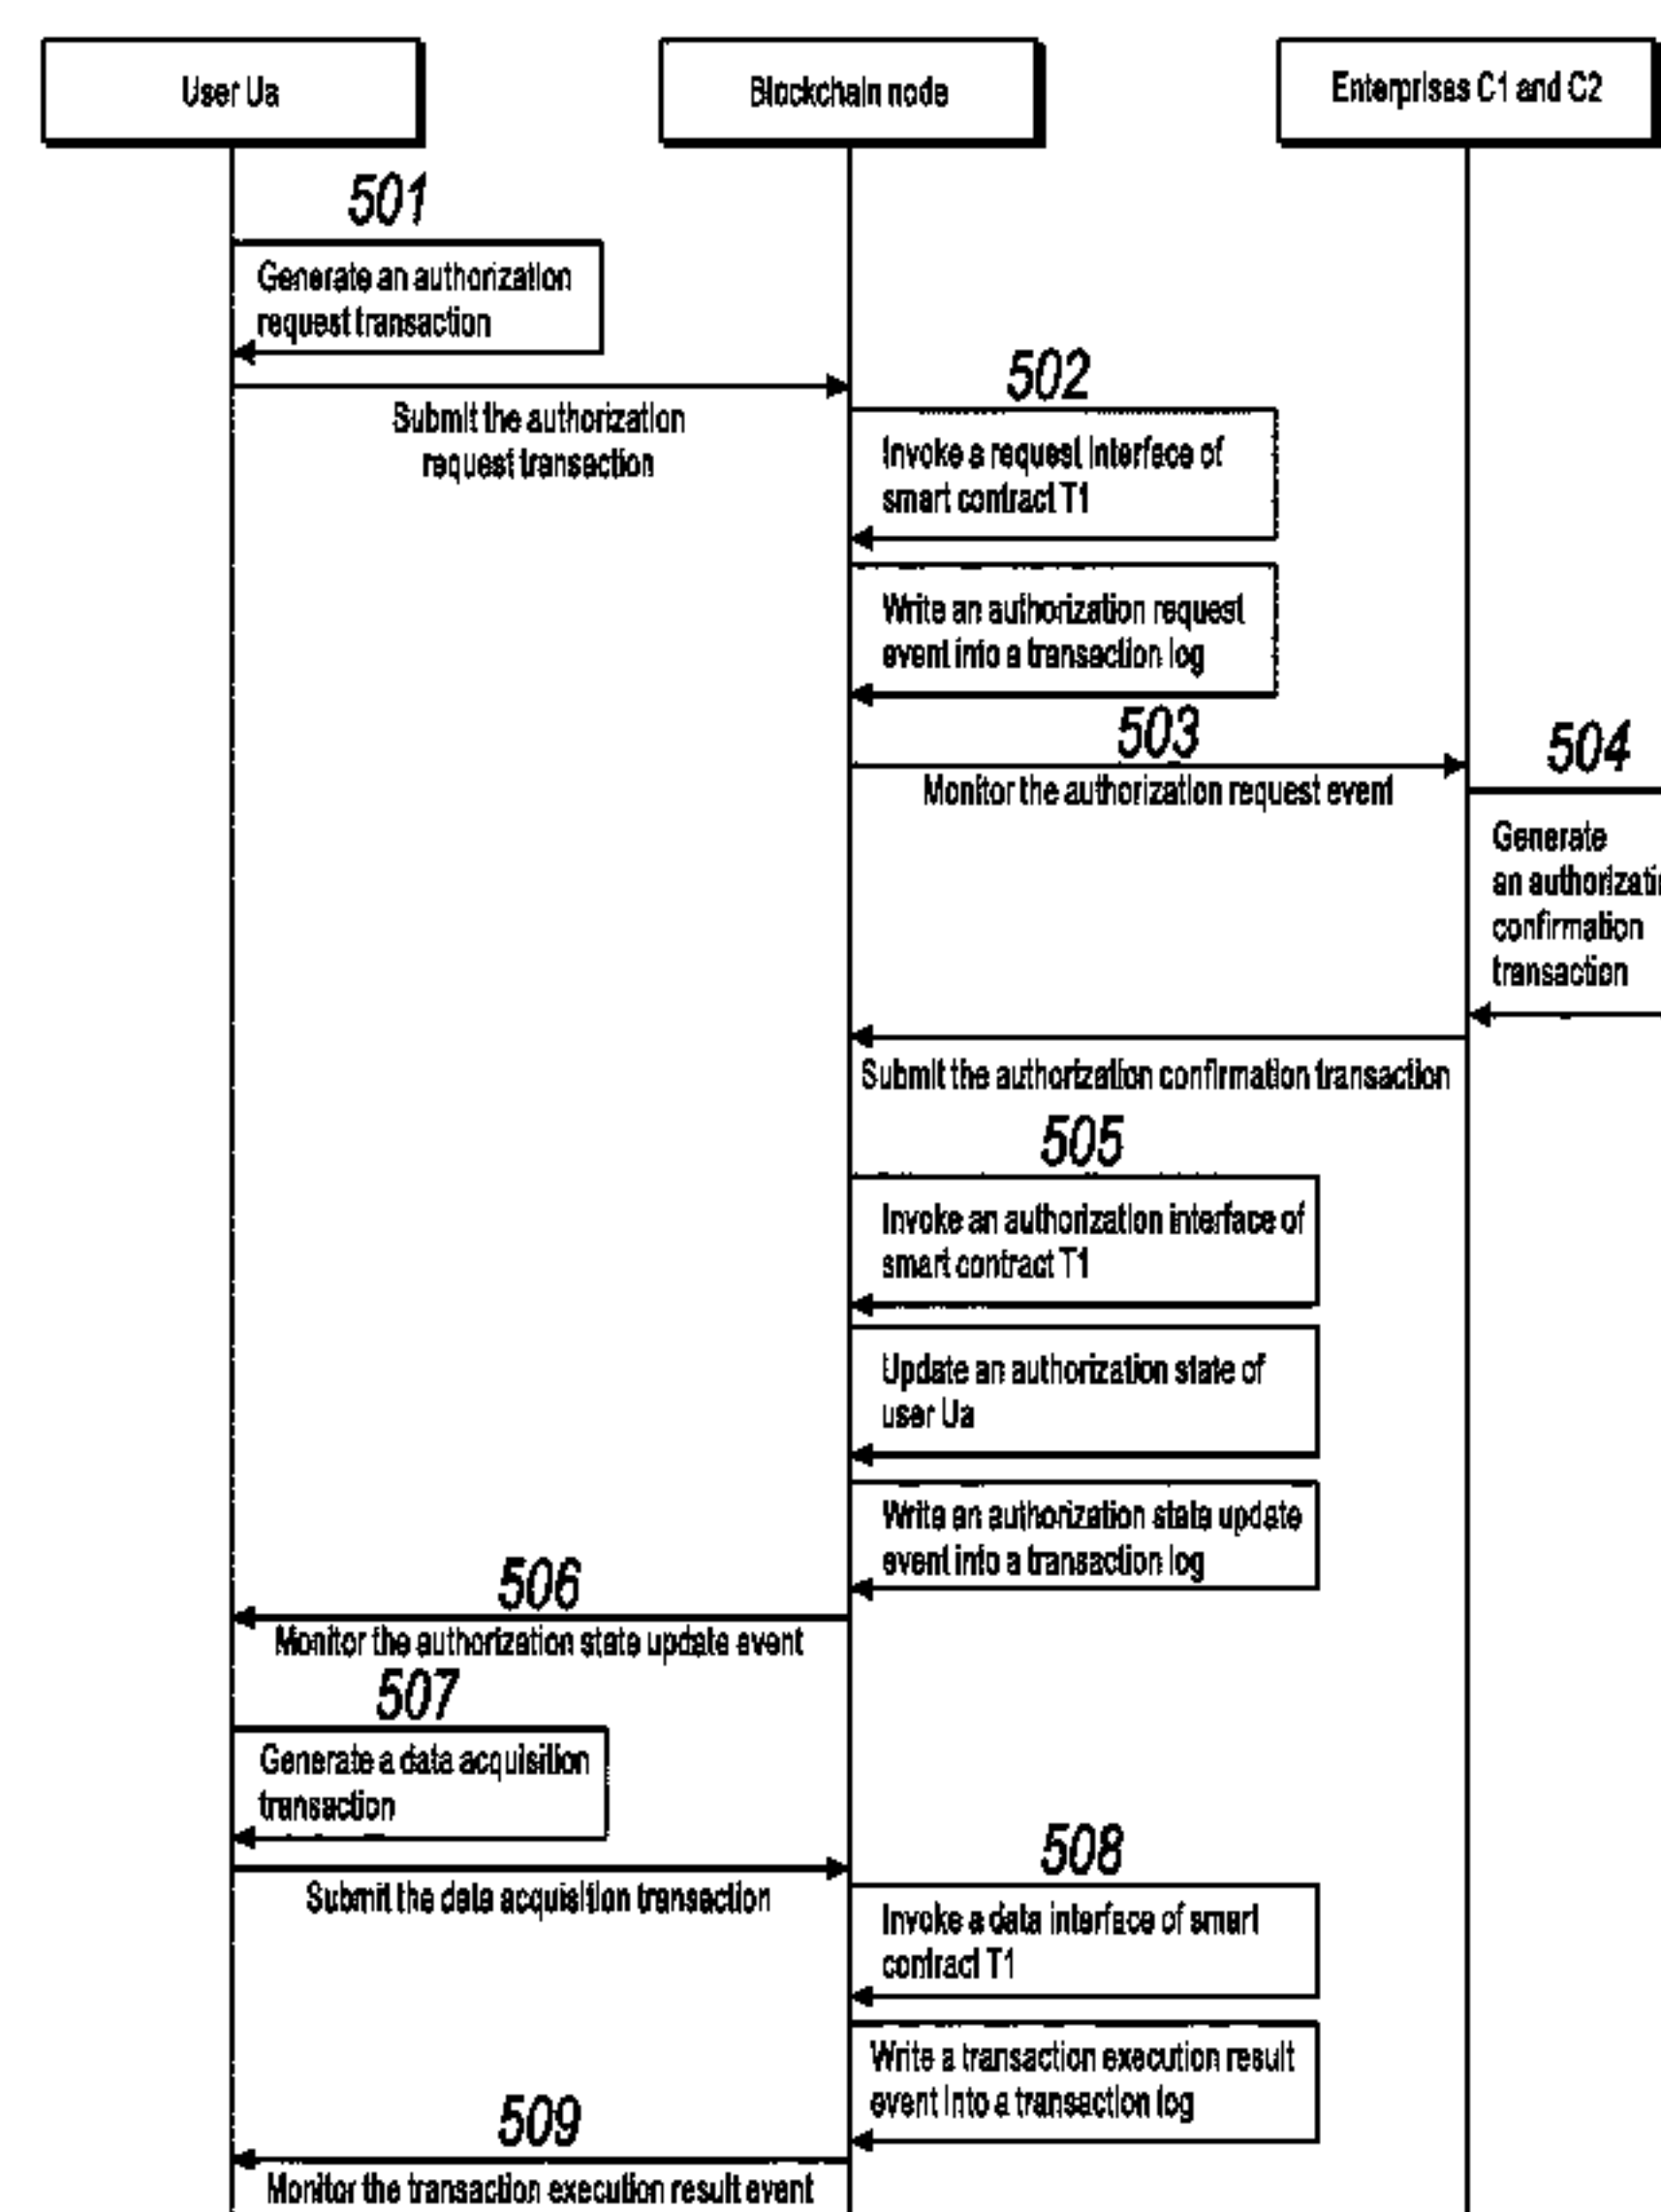 User Ua
Blockchain node
Enterprises C1 and C2
501
Generate an authorization
request transaction
Submit the authorization
request transaction
502
Invoke a request interface of
smart contract T1
Write an authorization request
event into a transaction log
503
Monitor the authorization request event
504
Generate
an authorizati
confirmation
transaction
Submit the authorization confirmation transaction
505
Invoke an authorization interface of
smart contract T1
Update an authorization state of
user Ua
Write an authorization state update
event into a transaction log
506
Monitor the authorization state update event
507
Generate a data acquisition
transaction
Submit the data acquisition transaction
508
Invoke a data interface of smart
contract T1
Write a transaction execution result
event into a transaction log
509
Monitor the transaction execution result event